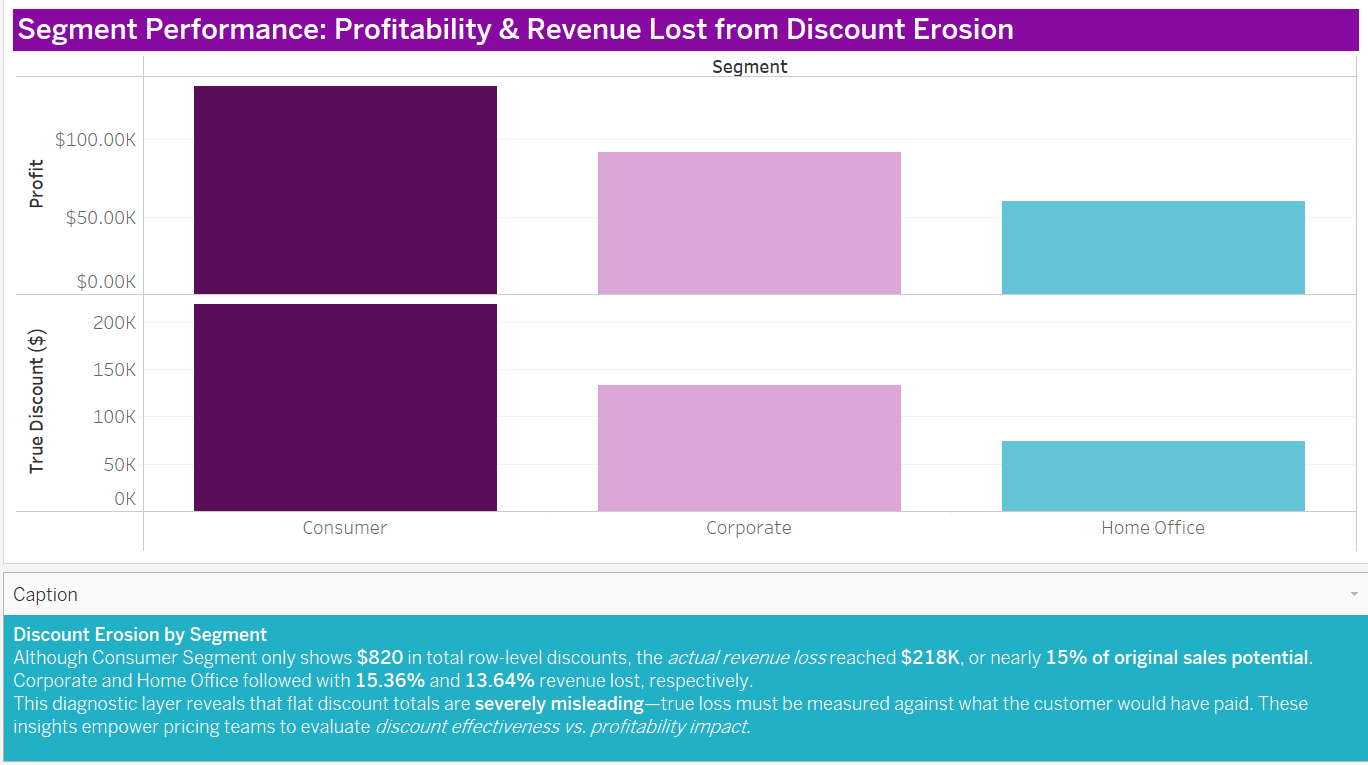 Segment Performance: Profitability & Revenue Lost from Discount Erosion
Segment
Profit
$100.00K
$50.00K
$0.00K
True Discount ($)
200K
150K
100K
50K
0K
Consumer
Corporate
Home Office
Caption
Discount Erosion by Segment
Although Consumer Segment only shows $820 in total row-level discounts, the actual revenue loss reached $218K, or nearly 15% of original sales potential.
Corporate and Home Office followed with 15.36% and 13.64% revenue lost, respectively.
This diagnostic layer reveals that flat discount totals are severely misleading—true loss must be measured against what the customer would have paid. These
insights empower pricing teams to evaluate discount effectiveness vs. profitability impact.